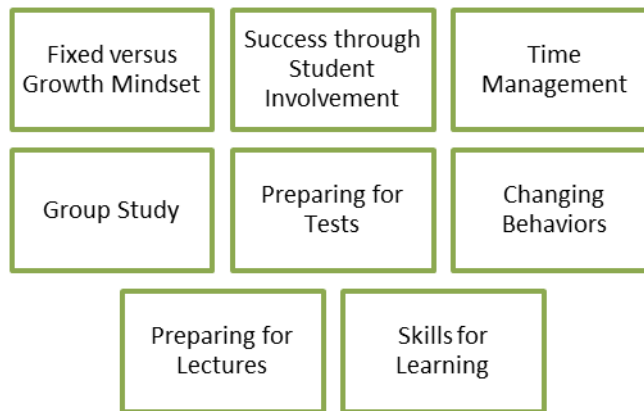 Fixed versus
Growth Mindset
Success through
Student
Involvement
Time
Management
Group Study
Preparing for
Tests
Changing
Behaviors
Preparing for
Lectures
Skills for
Learning